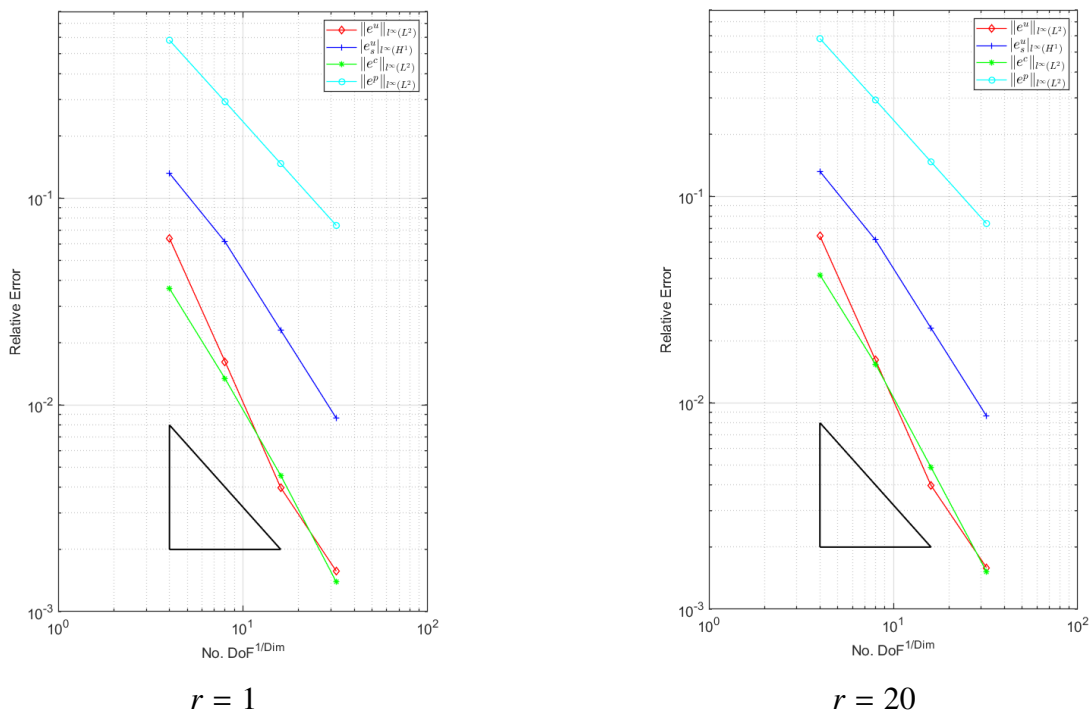 ‖e^u‖_{l^∞(L^2)}
|e_s^u|_{l^∞(H^1)}
‖e^c‖_{l^∞(L^2)}
‖e^p‖_{l^∞(L^2)}
10^{-1}
10^{-2}
10^{-3}
Relative Error
10^0
10^1
10^2
No. DoF^{1/Dim}
r = 1
‖e^u‖_{l^∞(L^2)}
|e_s^u|_{l^∞(H^1)}
‖e^c‖_{l^∞(L^2)}
‖e^p‖_{l^∞(L^2)}
10^{-1}
10^{-2}
10^{-3}
Relative Error
10^0
10^1
10^2
No. DoF^{1/Dim}
r = 20